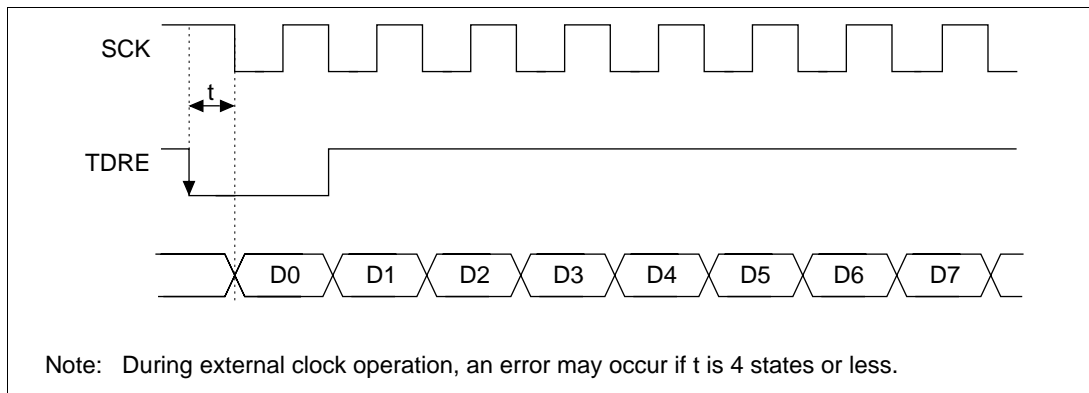 SCK
t
TDRE
D0 D1 D2 D3 D4 D5 D6 D7
Note: During external clock operation, an error may occur if t is 4 states or less.